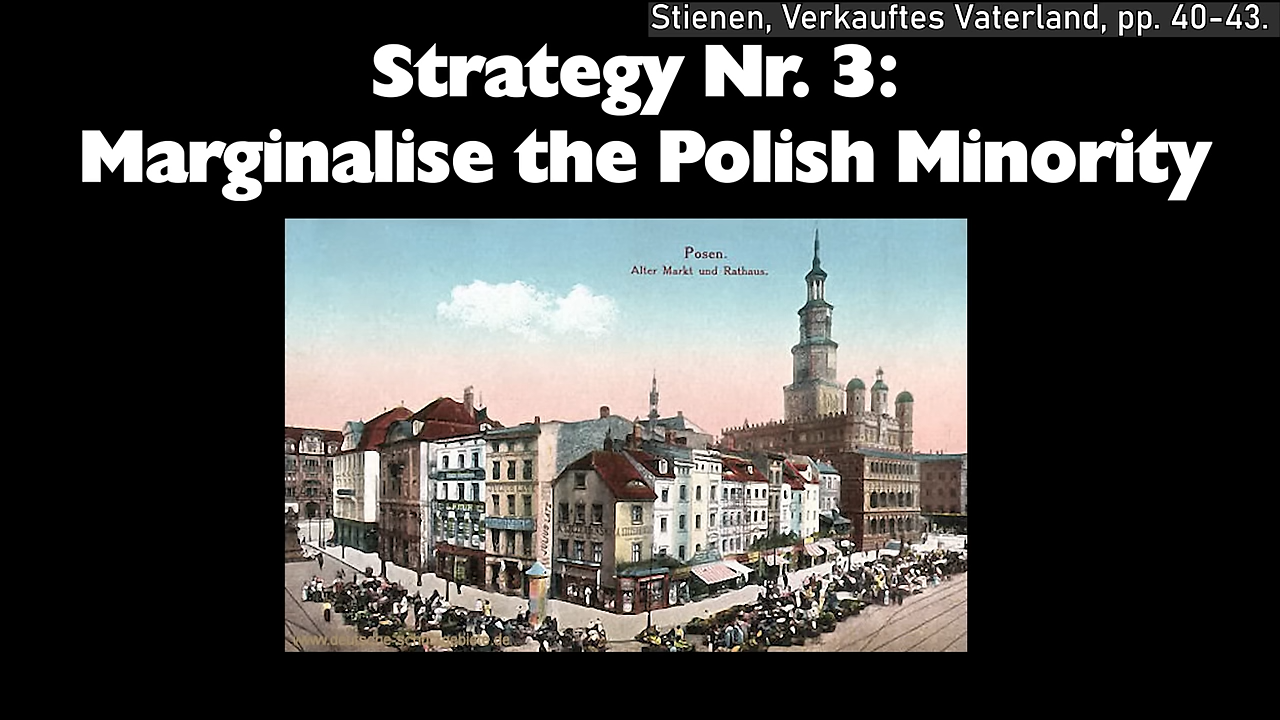 Stienen, Verkauftes Vaterland, pp. 40-43.
Strategy Nr. 3:
Marginalise the Polish Minority
Posen.
Alter Markt und Rathaus.
www.deutsche-schutzgebiete.de